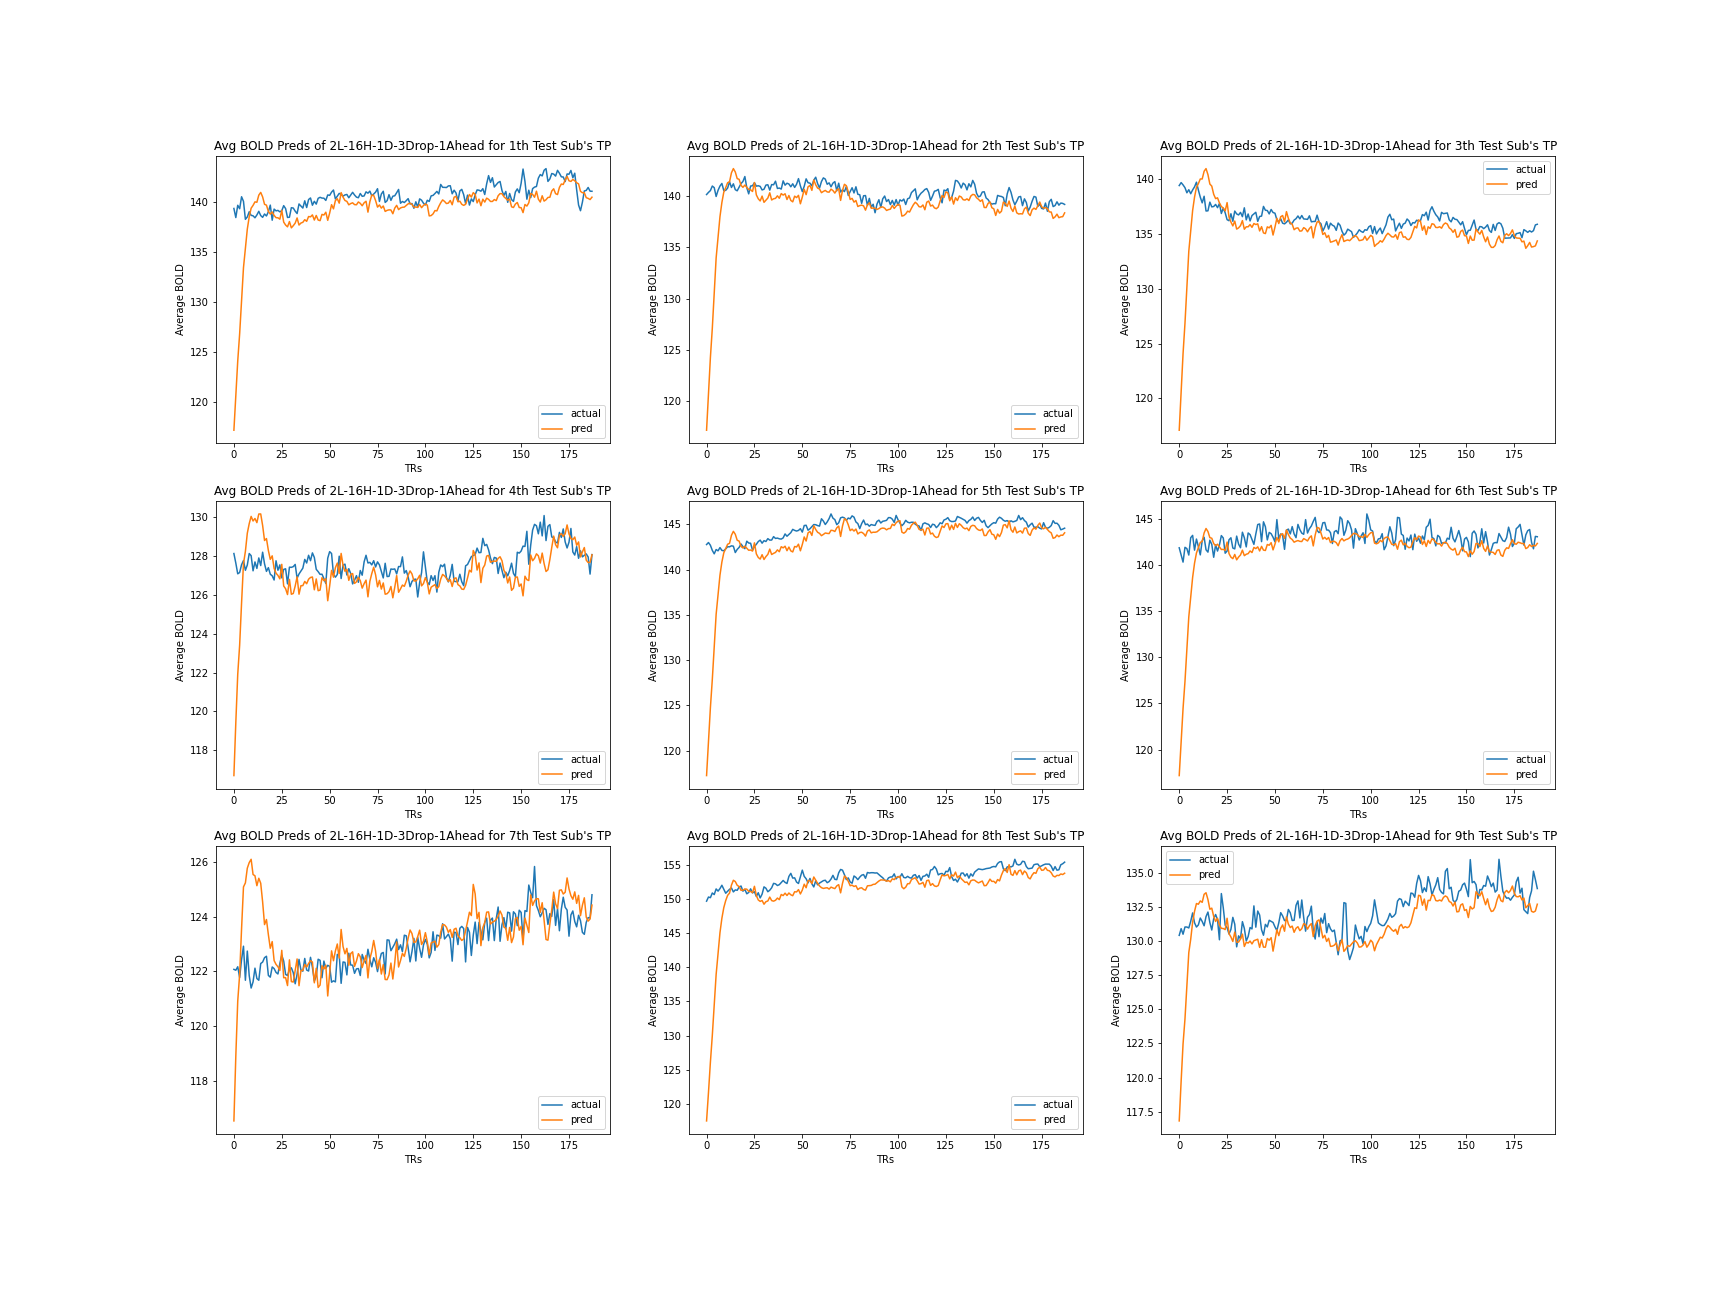 Avg BOLD Preds of 2L-16H-1D-3Drop-1Ahead for 1th Test Sub's TP
140
135
130
125
120
Average BOLD
actual
pred
0 25 50 75 100 125 150 175
TRs
Avg BOLD Preds of 2L-16H-1D-3Drop-1Ahead for 2th Test Sub's TP
140
135
130
125
120
Average BOLD
actual
pred
0 25 50 75 100 125 150 175
TRs
Avg BOLD Preds of 2L-16H-1D-3Drop-1Ahead for 3th Test Sub's TP
actual
pred
140
135
130
125
120
Average BOLD
0 25 50 75 100 125 150 175
TRs
Avg BOLD Preds of 2L-16H-1D-3Drop-1Ahead for 4th Test Sub's TP
130
128
126
124
122
120
118
Average BOLD
actual
pred
0 25 50 75 100 125 150 175
TRs
Avg BOLD Preds of 2L-16H-1D-3Drop-1Ahead for 5th Test Sub's TP
145
140
135
130
125
120
Average BOLD
actual
pred
0 25 50 75 100 125 150 175
TRs
Avg BOLD Preds of 2L-16H-1D-3Drop-1Ahead for 6th Test Sub's TP
145
140
135
130
125
120
Average BOLD
actual
pred
0 25 50 75 100 125 150 175
TRs
Avg BOLD Preds of 2L-16H-1D-3Drop-1Ahead for 7th Test Sub's TP
126
124
122
120
118
Average BOLD
actual
pred
0 25 50 75 100 125 150 175
TRs
Avg BOLD Preds of 2L-16H-1D-3Drop-1Ahead for 8th Test Sub's TP
155
150
145
140
135
130
125
120
Average BOLD
actual
pred
0 25 50 75 100 125 150 175
TRs
Avg BOLD Preds of 2L-16H-1D-3Drop-1Ahead for 9th Test Sub's TP
actual
pred
135.0
132.5
130.0
127.5
125.0
122.5
120.0
117.5
Average BOLD
0 25 50 75 100 125 150 175
TRs